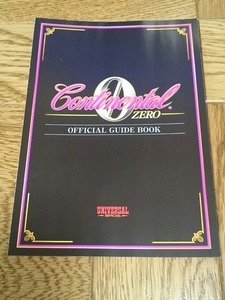 Continental®
ZERO
OFFICIAL GUIDE BOOK
UNIVERSAL